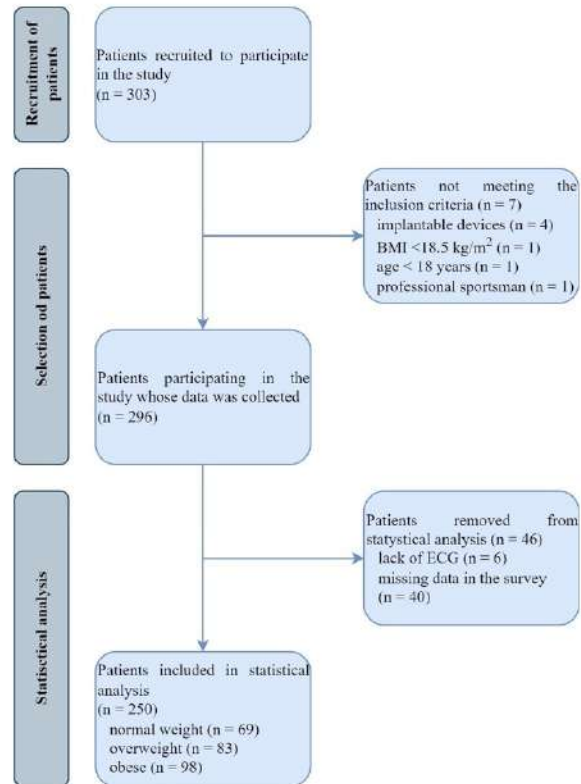 Recruitment of
patients
Patients recruited to participate
in the study
(n = 303)
Selection od patients
Patients not meeting the
inclusion criteria (n = 7)
implantable devices (n = 4)
BMI <18.5 kg/m² (n = 1)
age < 18 years (n = 1)
professional sportsman (n = 1)
Patients participating in the
study whose data was collected
(n = 296)
Statisctical analysis
Patients removed from
statystical analysis (n = 46)
lack of ECG (n = 6)
missing data in the survey
(n = 40)
Patients included in statistical
analysis
(n = 250)
normal weight (n = 69)
overweight (n = 83)
obese (n = 98)